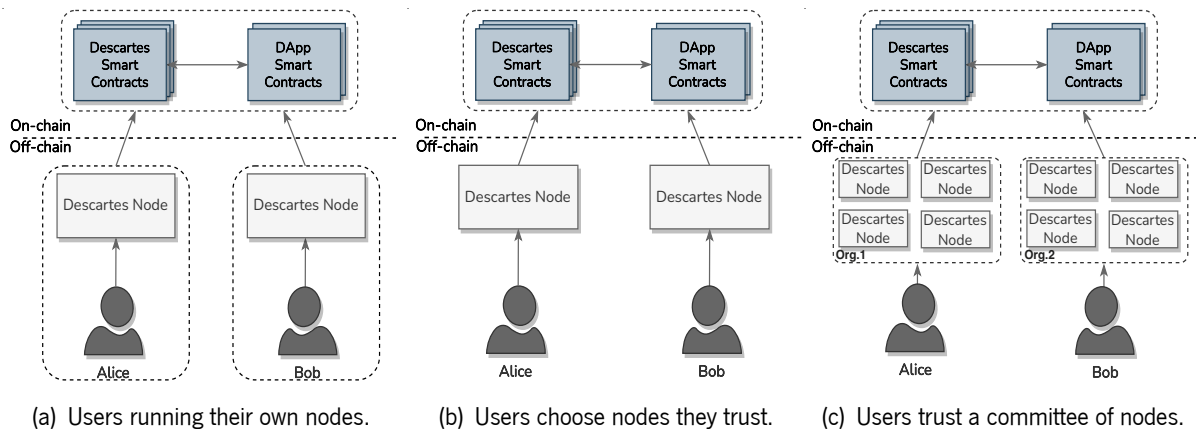 Descartes
Smart
Contracts
DApp
Smart
Contracts
On-chain
Off-chain
Descartes Node
Descartes Node
Alice
Bob
(a) Users running their own nodes.
Descartes
Smart
Contracts
DApp
Smart
Contracts
On-chain
Off-chain
Descartes Node
Descartes Node
Alice
Bob
(b) Users choose nodes they trust.
Descartes
Smart
Contracts
DApp
Smart
Contracts
On-chain
Off-chain
Descartes
Node
Descartes
Node
Descartes
Node
Descartes
Node
Org.1
Descartes
Node
Descartes
Node
Descartes
Node
Descartes
Node
Org.2
Alice
Bob
(c) Users trust a committee of nodes.